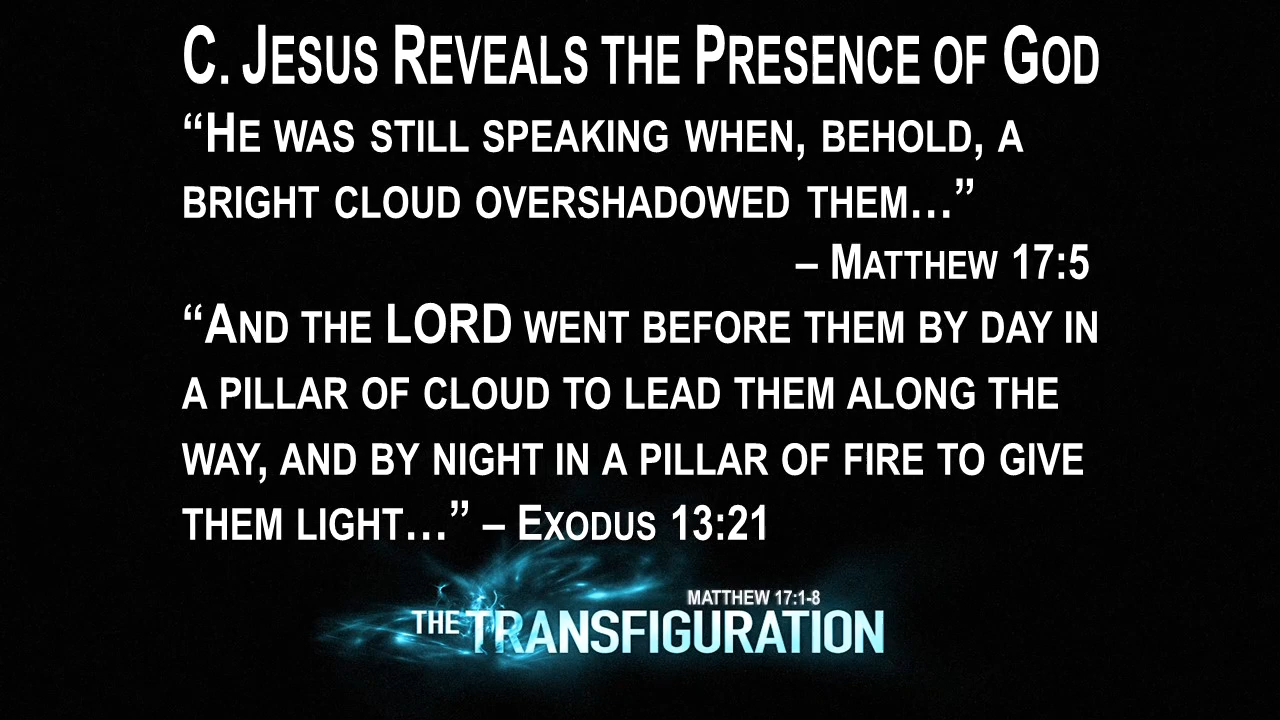 C. Jesus Reveals the Presence of God
“He was still speaking when, behold, a
bright cloud overshadowed them…”
– Matthew 17:5
“And the LORD went before them by day in
a pillar of cloud to lead them along the
way, and by night in a pillar of fire to give
them light…” – Exodus 13:21
MATTHEW 17:1-8
THE TRANSFIGURATION